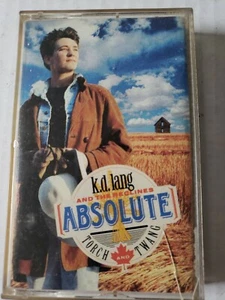 k.d. lang
AND THE RECLINES
ABSOLUTE
TORCH AND TWANG